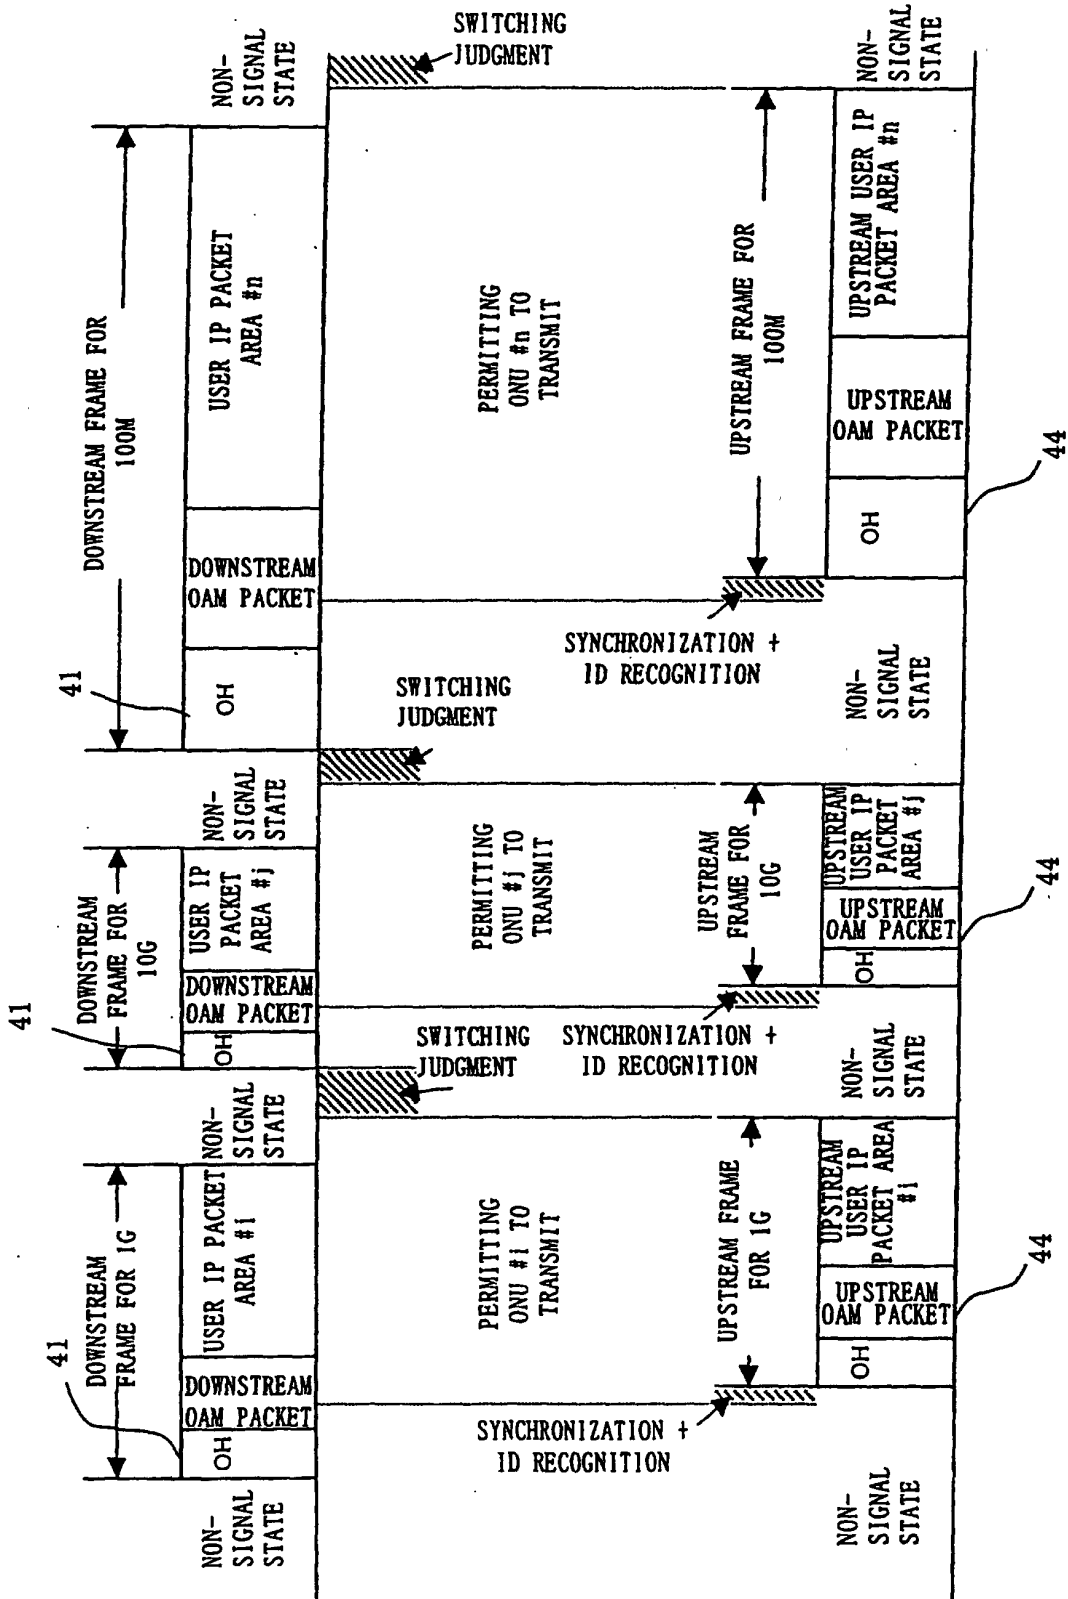 DOWNSTREAM
FRAME FOR 1G
DOWNSTREAM
FRAME FOR
10G
DOWNSTREAM FRAME FOR
100M
41
41
41
NON-
SIGNAL
STATE
OH
DOWNSTREAM
OAM PACKET
USER IP PACKET
AREA #i
NON-
SIGNAL
STATE
OH
DOWNSTREAM
OAM PACKET
USER IP
PACKET
AREA #j
NON-
SIGNAL
STATE
OH
DOWNSTREAM
OAM PACKET
USER IP PACKET
AREA #n
NON-
SIGNAL
STATE
SWITCHING
JUDGMENT
SWITCHING
JUDGMENT
SWITCHING
JUDGMENT
PERMITTING
ONU #i TO
TRANSMIT
PERMITTING
ONU #j TO
TRANSMIT
PERMITTING
ONU #n TO
TRANSMIT
SYNCHRONIZATION +
ID RECOGNITION
SYNCHRONIZATION +
ID RECOGNITION
SYNCHRONIZATION +
ID RECOGNITION
UPSTREAM FRAME
FOR 1G
UPSTREAM
FRAME FOR
10G
UPSTREAM FRAME FOR
100M
NON-
SIGNAL
STATE
OH
UPSTREAM
OAM PACKET
UPSTREAM
USER IP
PACKET AREA
#i
NON-
SIGNAL
STATE
OH
UPSTREAM
OAM PACKET
UPSTREAM
USER IP
PACKET
AREA #j
NON-
SIGNAL
STATE
OH
UPSTREAM
OAM PACKET
UPSTREAM USER IP
PACKET AREA #n
NON-
SIGNAL
STATE
44
44
44